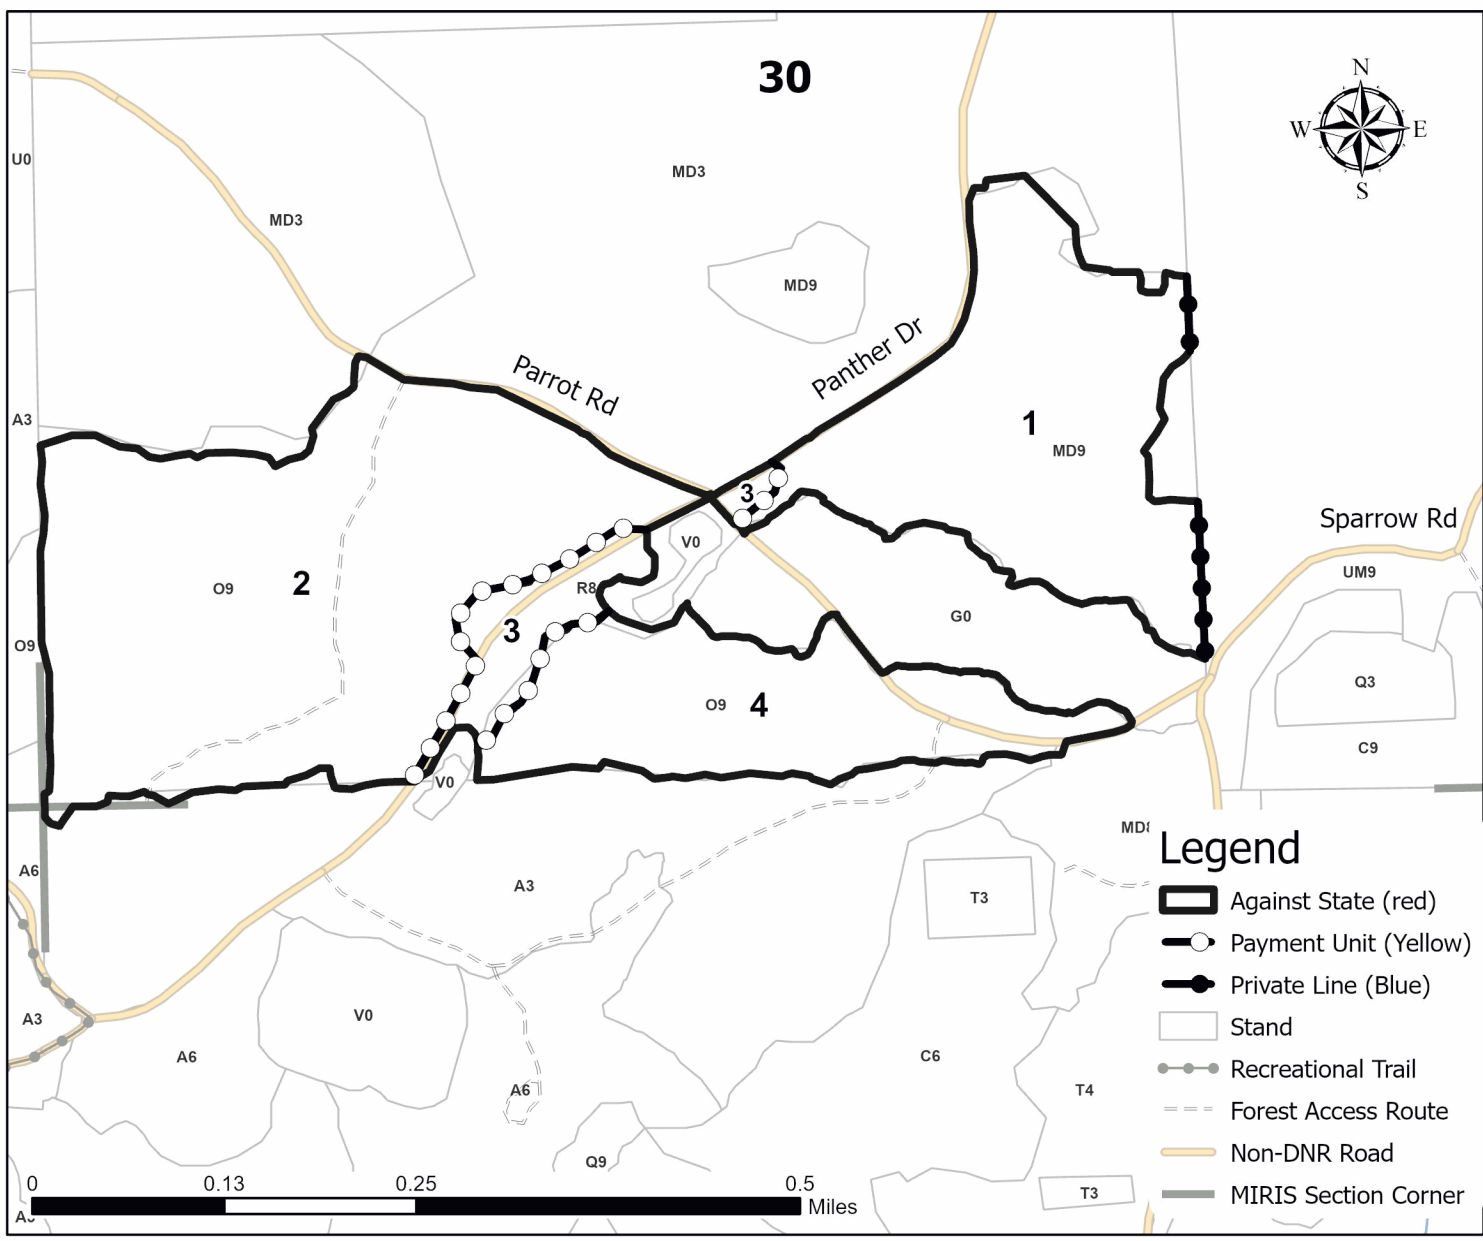 30
N
W E
S
U0
MD3
MD3
MD9
Parrot Rd
Panther Dr
A3
1
MD9
3
Sparrow Rd
V0
UM9
O9
2
R8
G0
3
O9
Q3
O9
4
C9
V0
MD8
A6
A3
T3
V0
A3
A6
C6
A6
T4
Q9
T3
Legend
Against State (red)
Payment Unit (Yellow)
Private Line (Blue)
Stand
Recreational Trail
Forest Access Route
Non-DNR Road
MIRIS Section Corner
0 0.13 0.25 0.5
Miles